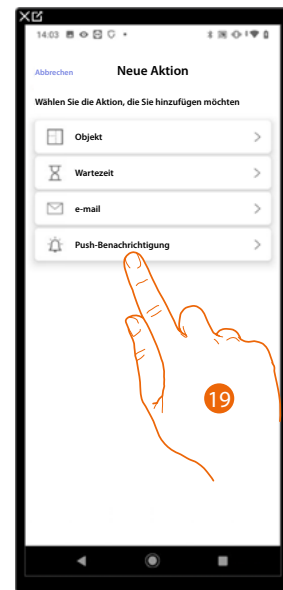 14:03
Abbrechen Neue Aktion
Wählen Sie die Aktion, die Sie hinzufügen möchten
Objekt
Wartezeit
e-mail
Push-Benachrichtigung
19